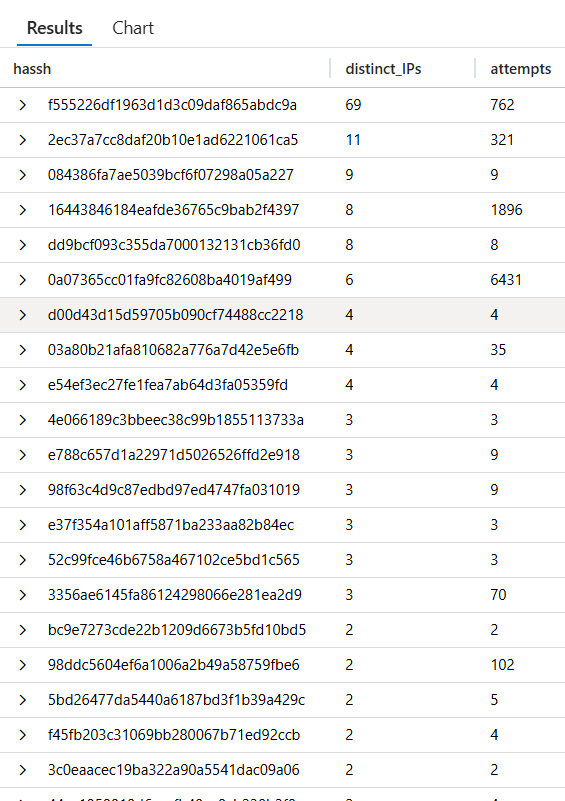 Results Chart
hassh distinct_IPs attempts
f555226df1963d1d3c09daf865abdc9a 69 762
2ec37a7cc8daf20b10e1ad6221061ca5 11 321
084386fa7ae5039bcf6f07298a05a227 9 9
16443846184eafde36765c9bab2f4397 8 1896
dd9bcf093c355da7000132131cb36fd0 8 8
0a07365cc01fa9fc82608ba4019af499 6 6431
d00d43d15d59705b090cf74488cc2218 4 4
03a80b21afa810682a776a7d42e5e6fb 4 35
e54ef3ec27fe1fea7ab64d3fa05359fd 4 4
4e066189c3bbeec38c99b1855113733a 3 3
e788c657d1a22971d5026526ffd2e918 3 9
98f63c4d9c87edbd97ed4747fa031019 3 9
e37f354a101aff5871ba233aa82b84ec 3 3
52c99fce46b6758a467102ce5bd1c565 3 3
3356ae6145fa86124298066e281ea2d9 3 70
bc9e7273cde22b1209d6673b5fd10bd5 2 2
98ddc5604ef6a1006a2b49a58759fbe6 2 102
5bd26477da5440a6187bd3f1b39a429c 2 5
f45fb203c31069bb280067b71ed92ccb 2 4
3c0eaacec19ba322a90a5541dac09a06 2 2